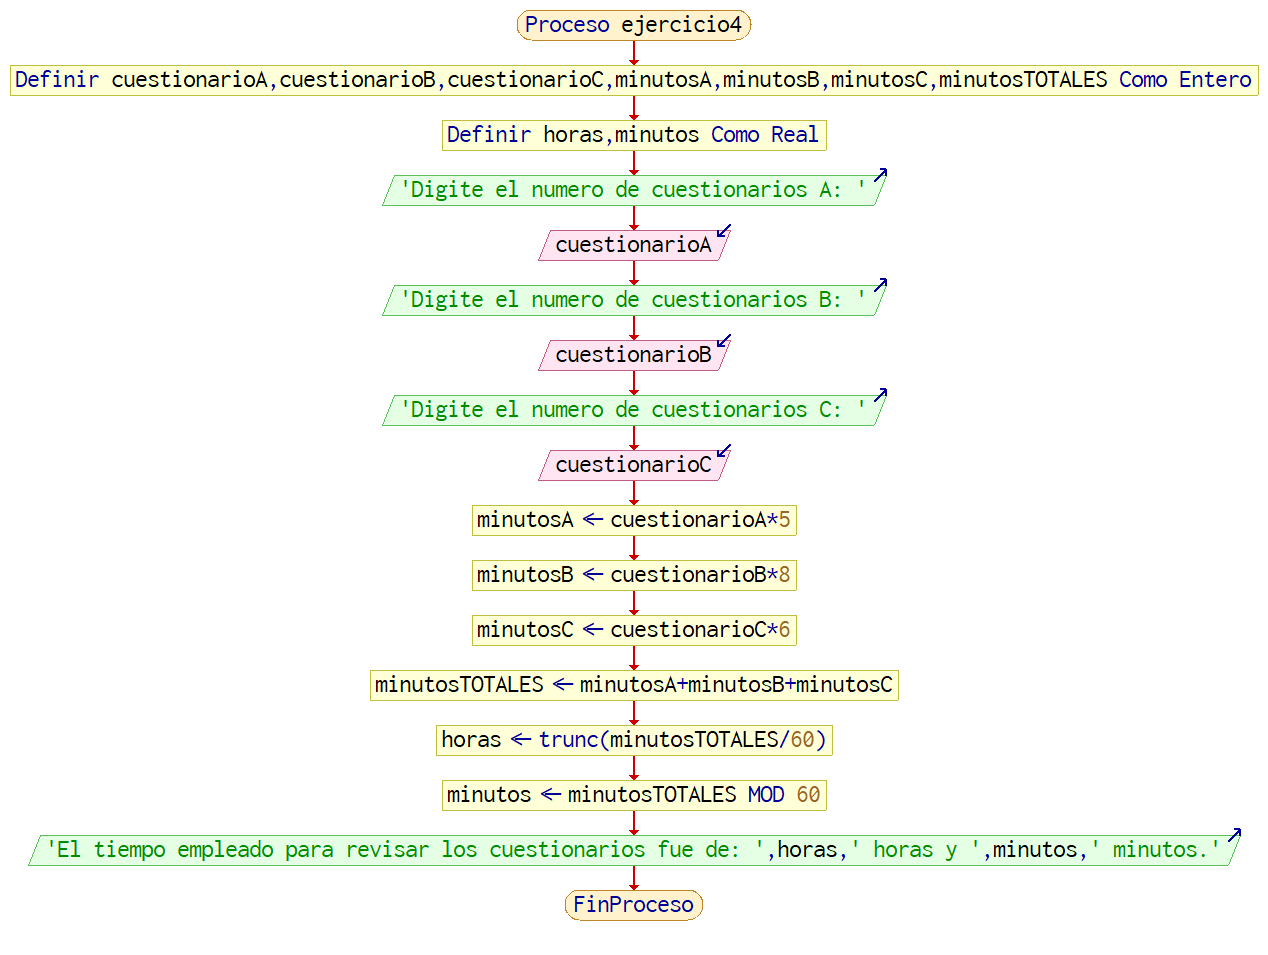 Proceso ejercicio4
Definir cuestionarioA,cuestionarioB,cuestionarioC,minutosA,minutosB,minutosC,minutosTOTALES Como Entero
Definir horas,minutos Como Real
'Digite el numero de cuestionarios A: '
cuestionarioA
'Digite el numero de cuestionarios B: '
cuestionarioB
'Digite el numero de cuestionarios C: '
cuestionarioC
minutosA ← cuestionarioA*5
minutosB ← cuestionarioB*8
minutosC ← cuestionarioC*6
minutosTOTALES ← minutosA+minutosB+minutosC
horas ← trunc(minutosTOTALES/60)
minutos ← minutosTOTALES MOD 60
'El tiempo empleado para revisar los cuestionarios fue de: ',horas,' horas y ',minutos,' minutos.'
FinProceso